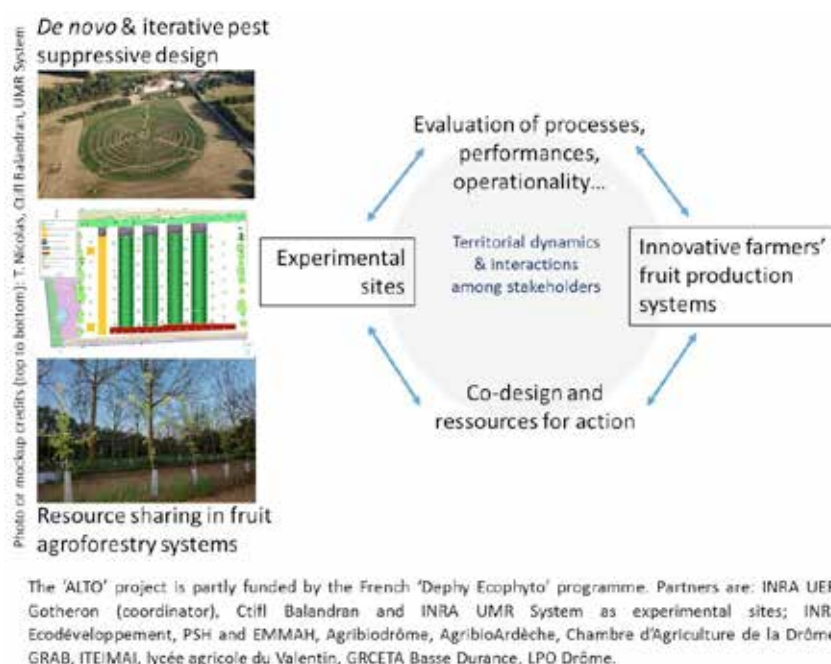 De novo & iterative pest
suppressive design
Photo or mockup credits (top to bottom): T. Nicolas, Ctifl Balandran, UMR System
Evaluation of processes,
performances,
operationality...
Experimental
sites
Territorial dynamics
& interactions
among stakeholders
Innovative farmers'
fruit production
systems
Co-design and
ressources for action
Resource sharing in fruit
agroforestry systems
The 'ALTO' project is partly funded by the French 'Dephy Ecophyto' programme. Partners are: INRA UER
Gotheron (coordinator), Ctifl Balandran and INRA UMR System as experimental sites; INR
Ecodéveloppement, PSH and EMMAH, Agribiodrôme, AgribioArdèche, Chambre d'Agriculture de la Drôm
GRAB, ITEIMAI, lycée agricole du Valentin, GRCETA Basse Durance, LPO Drôme.